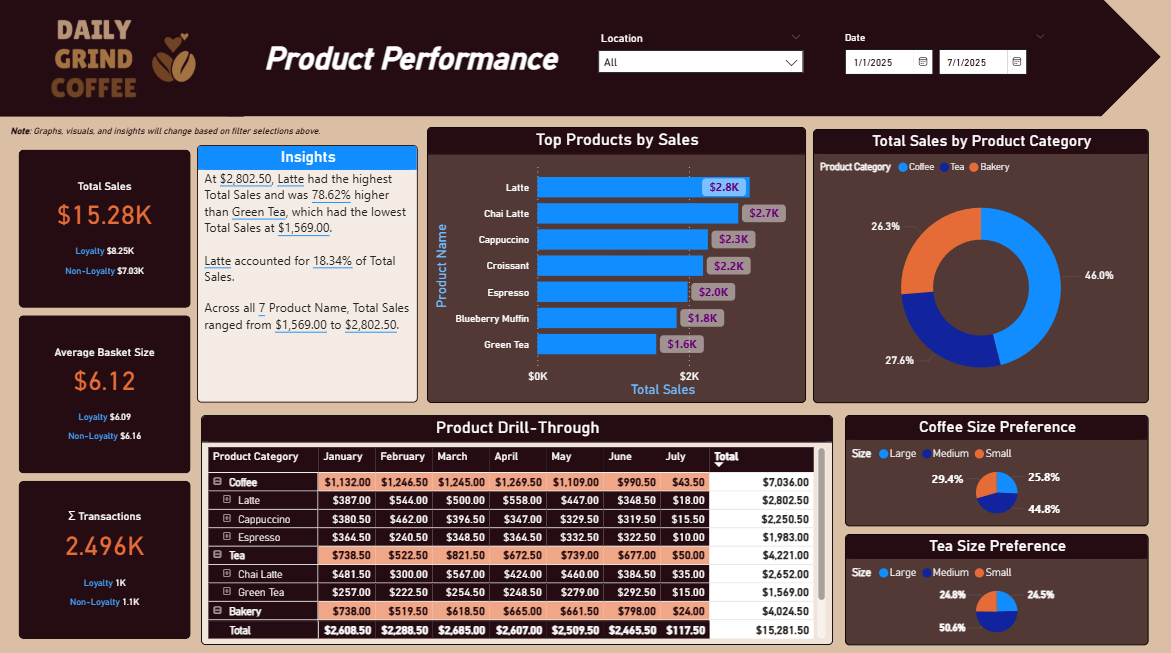 DAILY
GRIND
COFFEE
Product Performance
Location
All
Date
1/1/2025
7/1/2025
Note: Graphs, visuals, and insights will change based on filter selections above.
Total Sales
$15.28K
Loyalty $8.25K
Non-Loyalty $7.03K
Average Basket Size
$6.12
Loyalty $6.09
Non-Loyalty $6.16
Σ Transactions
2.496K
Loyalty 1K
Non-Loyalty 1.1K
Insights
At $2,802.50, Latte had the highest
Total Sales and was 78.62% higher
than Green Tea, which had the lowest
Total Sales at $1,569.00.
Latte accounted for 18.34% of Total
Sales.
Across all 7 Product Name, Total Sales
ranged from $1,569.00 to $2,802.50.
Top Products by Sales
Product Name
Latte $2.8K
Chai Latte $2.7K
Cappuccino $2.3K
Croissant $2.2K
Espresso $2.0K
Blueberry Muffin $1.8K
Green Tea $1.6K
$0K $2K
Total Sales
Total Sales by Product Category
Product Category Coffee Tea Bakery
26.3%
46.0%
27.6%
Product Drill-Through
Product Category January February March April May June July Total
Coffee $1,132.00 $1,246.50 $1,245.00 $1,269.50 $1,109.00 $990.50 $43.50 $7,036.00
Latte $387.00 $544.00 $500.00 $558.00 $447.00 $348.50 $18.00 $2,802.50
Cappuccino $380.50 $462.00 $396.50 $347.00 $329.50 $319.50 $15.50 $2,250.50
Espresso $364.50 $240.50 $348.50 $364.50 $332.50 $322.50 $10.00 $1,983.00
Tea $738.50 $522.50 $821.50 $672.50 $739.00 $677.00 $50.00 $4,221.00
Chai Latte $481.50 $300.00 $567.00 $424.00 $460.00 $384.50 $35.00 $2,652.00
Green Tea $257.00 $222.50 $254.50 $248.50 $279.00 $292.50 $15.00 $1,569.00
Bakery $738.00 $519.50 $618.50 $665.00 $661.50 $798.00 $24.00 $4,024.50
Total $2,608.50 $2,288.50 $2,685.00 $2,607.00 $2,509.50 $2,465.50 $117.50 $15,281.50
Coffee Size Preference
Size Large Medium Small
29.4% 25.8%
44.8%
Tea Size Preference
Size Large Medium Small
24.8% 24.5%
50.6%